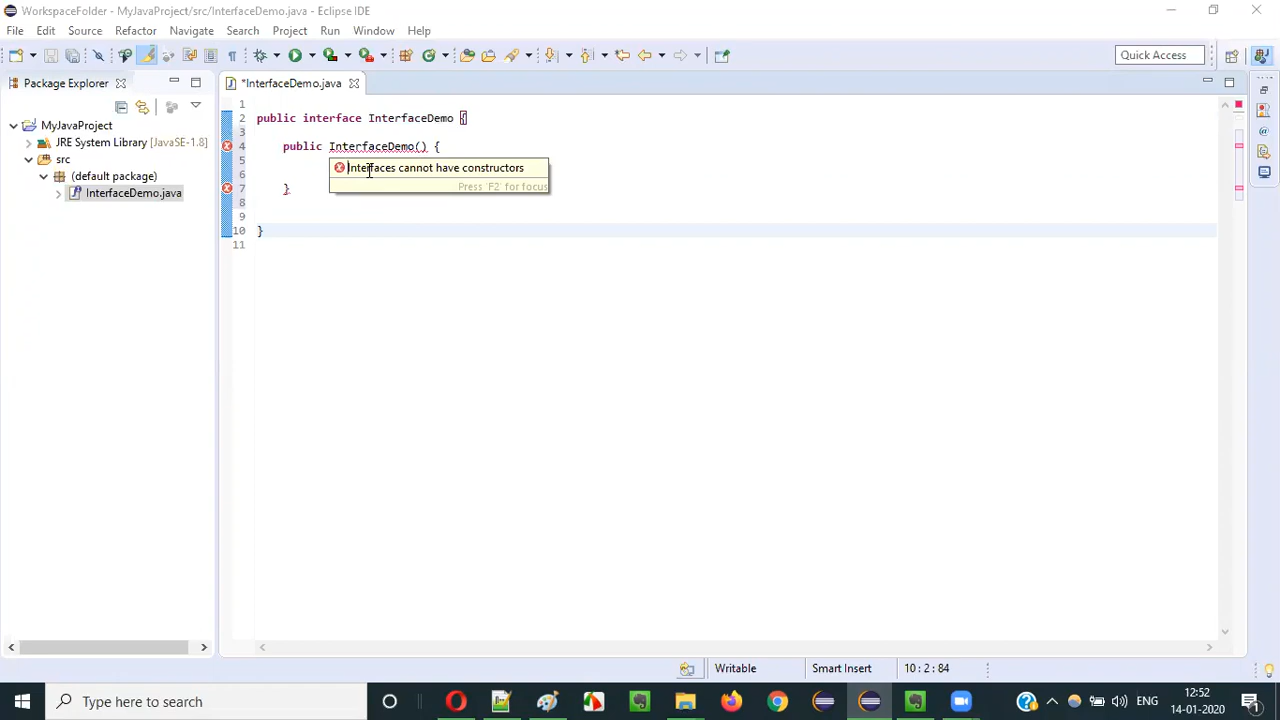 WorkspaceFolder - MyJavaProject/src/InterfaceDemo.java - Eclipse IDE
File Edit Source Refactor Navigate Search Project Run Window Help
Quick Access
Package Explorer
*InterfaceDemo.java
MyJavaProject
JRE System Library [JavaSE-1.8]
src
(default package)
InterfaceDemo.java
1
2 public interface InterfaceDemo {
3
4 public InterfaceDemo() {
5
Interfaces cannot have constructors
6
Press 'F2' for focus
7 }
8
9
10 }
11
Writable Smart Insert 10 : 2 : 84
Type here to search
ENG
12:52
14-01-2020
1